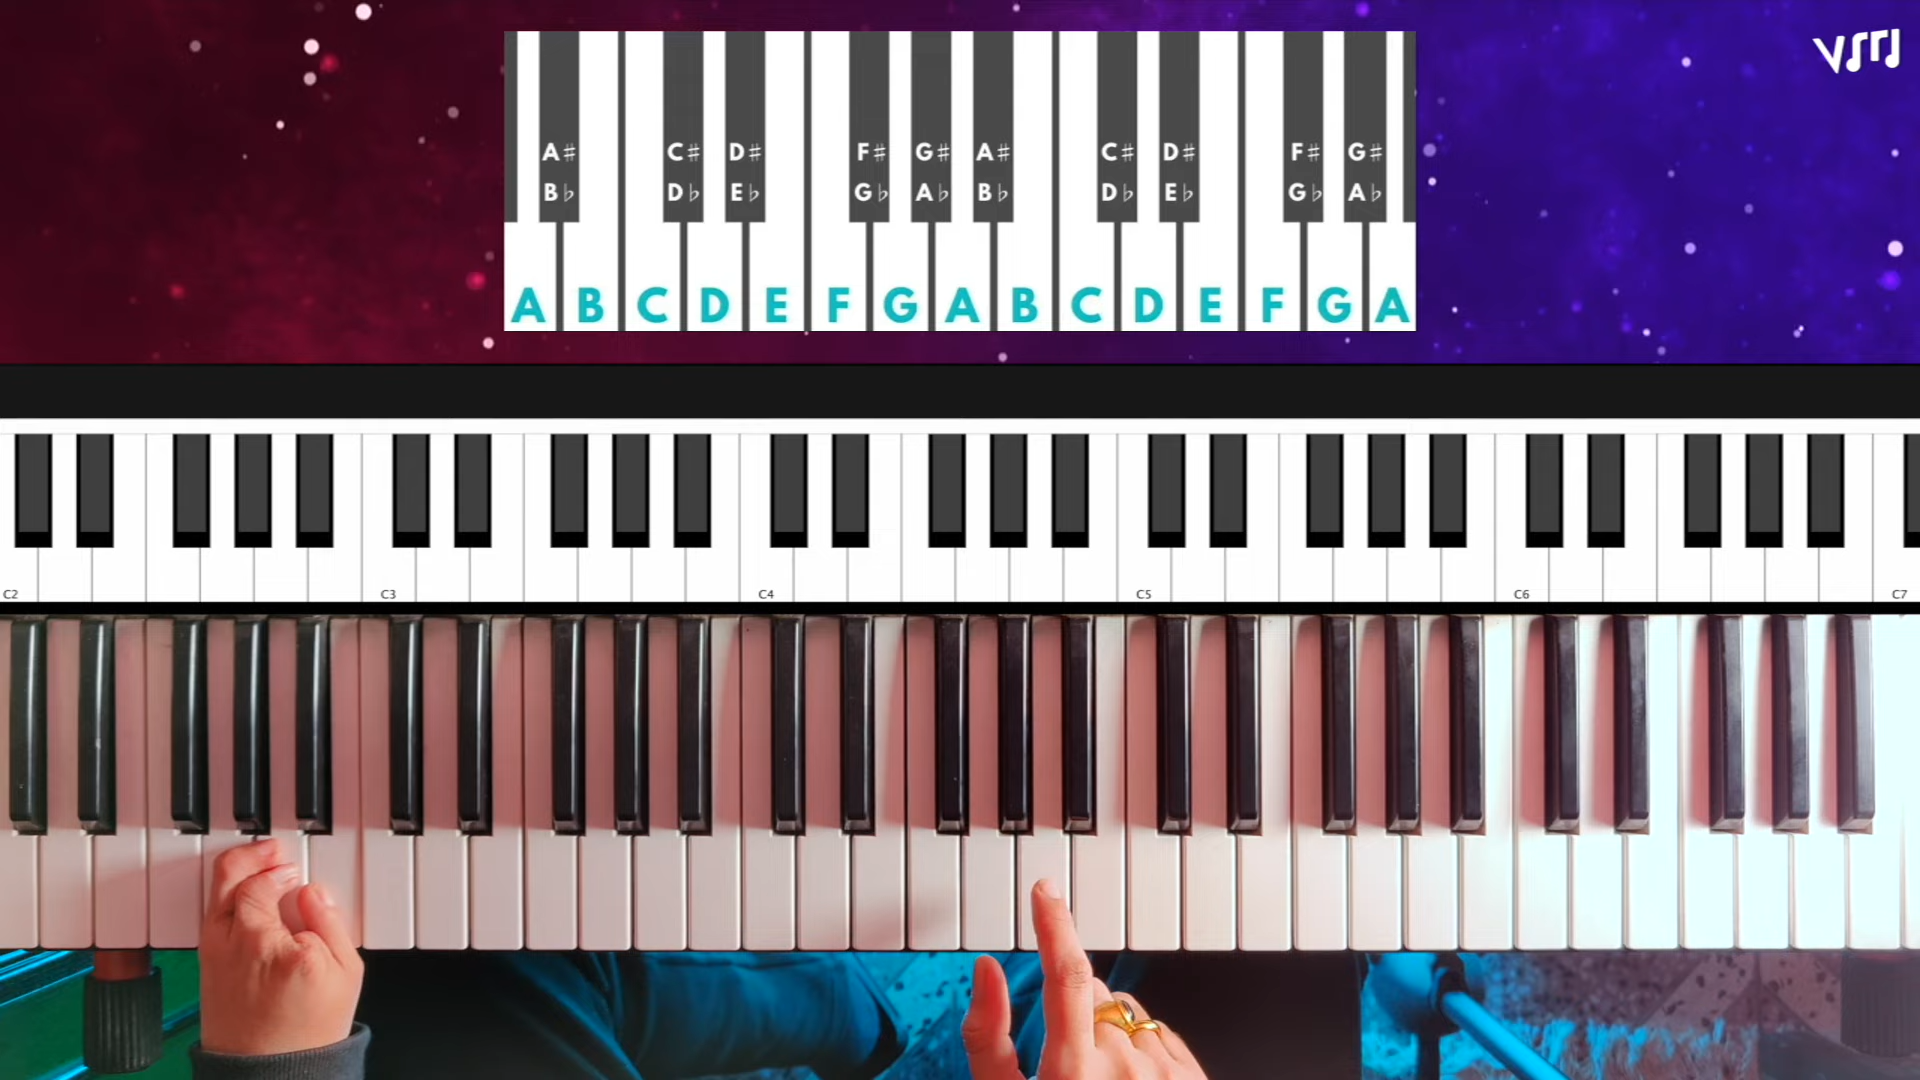 A♯ C♯ D♯ F♯ G♯ A♯ C♯ D♯ F♯ G♯
B♭ D♭ E♭ G♭ A♭ B♭ D♭ E♭ G♭ A♭
A B C D E F G A B C D E F G A
C2 C3 C4 C5 C6 C7